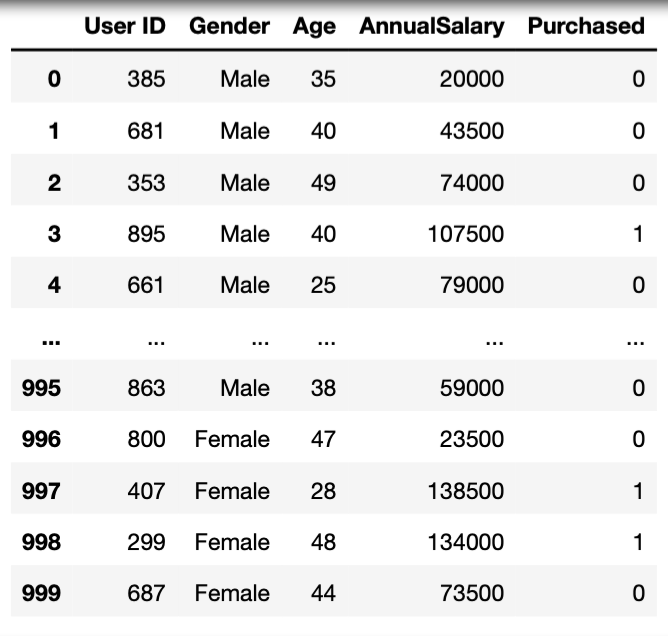 User ID Gender Age AnnualSalary Purchased
0 385 Male 35 20000 0
1 681 Male 40 43500 0
2 353 Male 49 74000 0
3 895 Male 40 107500 1
4 661 Male 25 79000 0
... ... ... ... ... ...
995 863 Male 38 59000 0
996 800 Female 47 23500 0
997 407 Female 28 138500 1
998 299 Female 48 134000 1
999 687 Female 44 73500 0